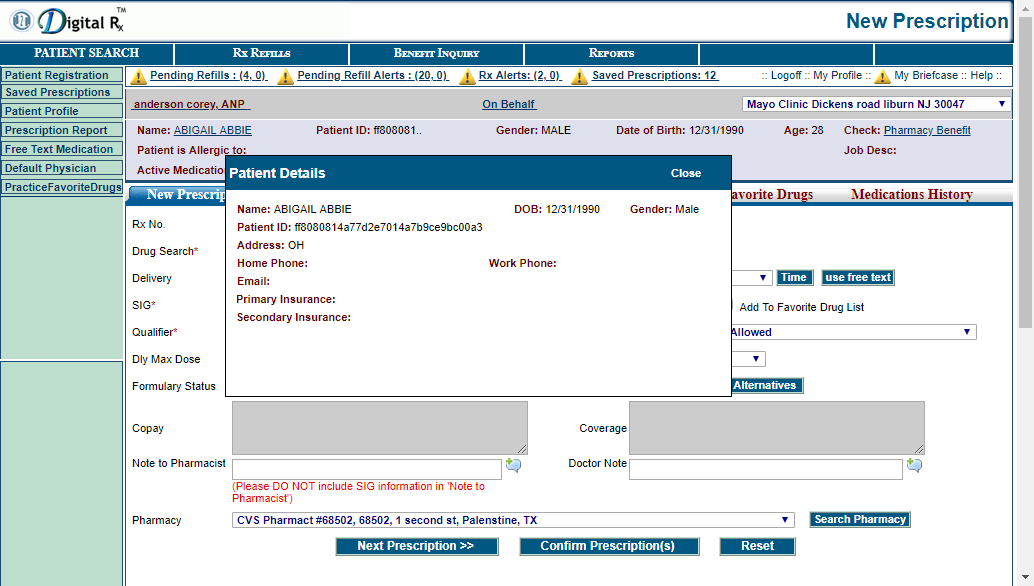 Digital Rx TM
New Prescription
PATIENT SEARCH Rx REFILLS BENEFIT INQUIRY REPORTS
Patient Registration
Saved Prescriptions
Patient Profile
Prescription Report
Free Text Medication
Default Physician
PracticeFavoriteDrugs
Pending Refills : (4, 0) Pending Refill Alerts : (20, 0) Rx Alerts: (2, 0) Saved Prescriptions: 12 :: Logoff :: My Profile :: My Briefcase :: Help ::
anderson corey, ANP On Behalf Mayo Clinic Dickens road liburn NJ 30047
Name: ABIGAIL ABBIE Patient ID: ff808081.. Gender: MALE Date of Birth: 12/31/1990 Age: 28 Check: Pharmacy Benefit
Patient is Allergic to: Job Desc:
Active Medicatio
Patient Details Close
Name: ABIGAIL ABBIE DOB: 12/31/1990 Gender: Male
Patient ID: ff8080814a77d2e7014a7b9ce9bc00a3
Address: OH
Home Phone: Work Phone:
Email:
Primary Insurance:
Secondary Insurance:
New Prescrip avorite Drugs Medications History
Rx No.
Drug Search*
Delivery Time use free text
SIG* Add To Favorite Drug List
Qualifier* Allowed
Dly Max Dose
Formulary Status Alternatives
Copay Coverage
Note to Pharmacist Doctor Note
(Please DO NOT include SIG information in 'Note to
Pharmacist')
Pharmacy CVS Pharmact #68502, 68502, 1 second st, Palenstine, TX Search Pharmacy
Next Prescription >> Confirm Prescription(s) Reset